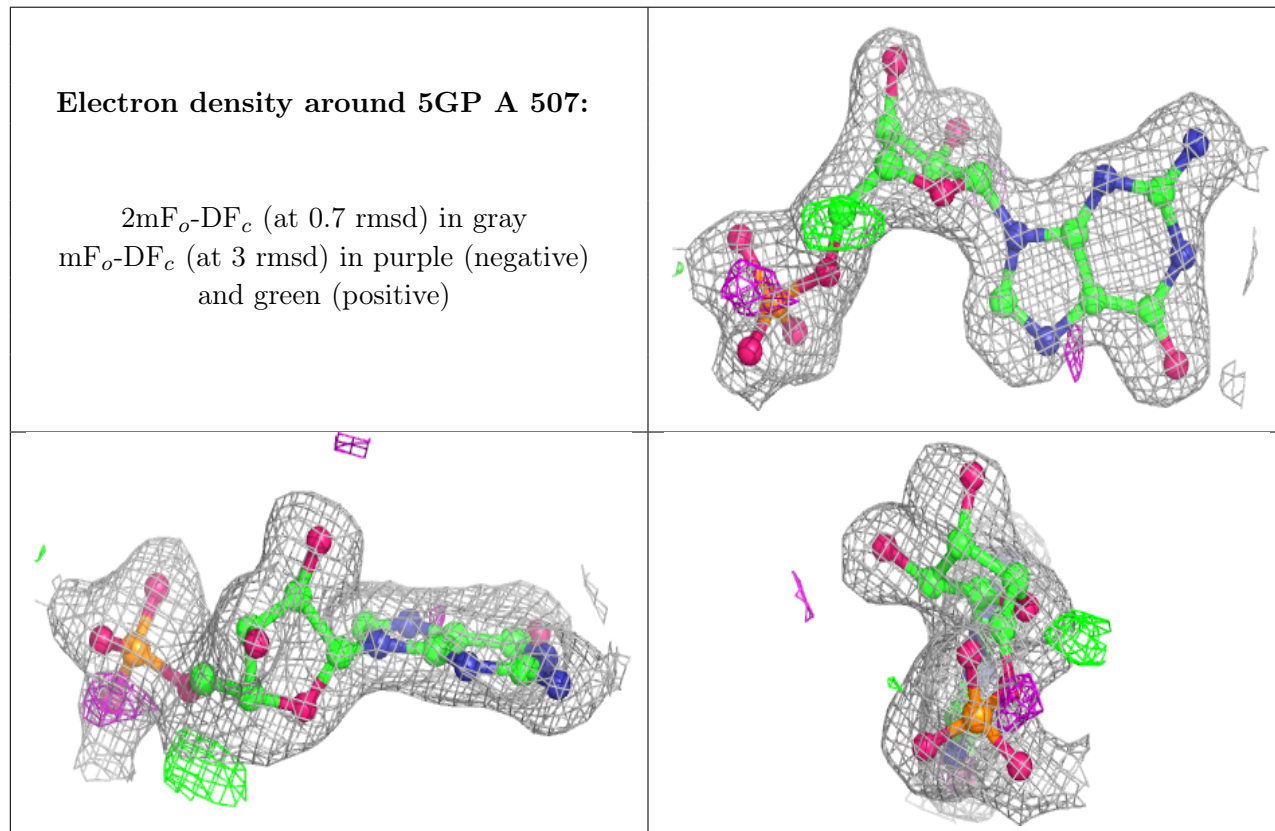 Electron density around 5GP A 507:
2mFo-DFc (at 0.7 rmsd) in gray
mFo-DFc (at 3 rmsd) in purple (negative)
and green (positive)